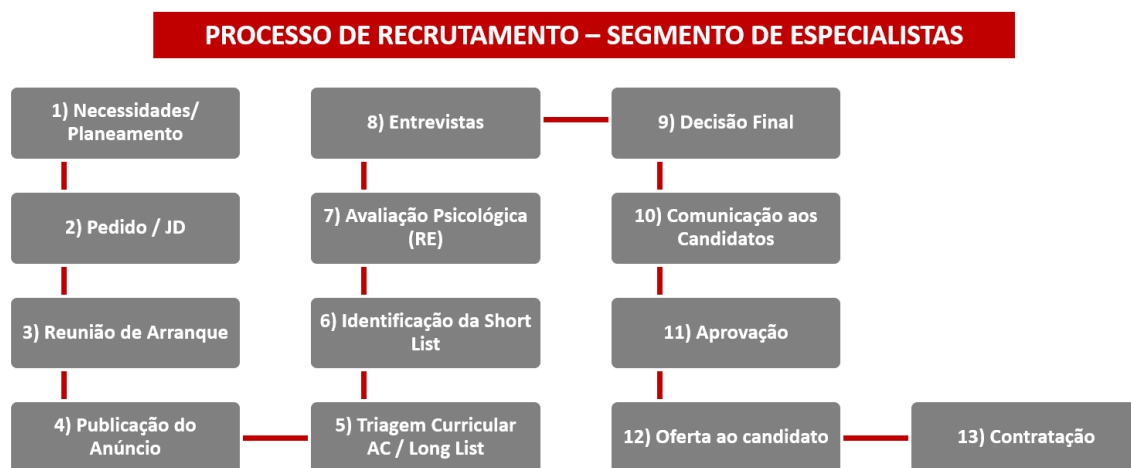 PROCESSO DE RECRUTAMENTO – SEGMENTO DE ESPECIALISTAS
1) Necessidades/
Planeamento
2) Pedido / JD
3) Reunião de Arranque
4) Publicação do
Anúncio
5) Triagem Curricular
AC / Long List
6) Identificação da Short
List
7) Avaliação Psicológica
(RE)
8) Entrevistas
9) Decisão Final
10) Comunicação aos
Candidatos
11) Aprovação
12) Oferta ao candidato
13) Contratação